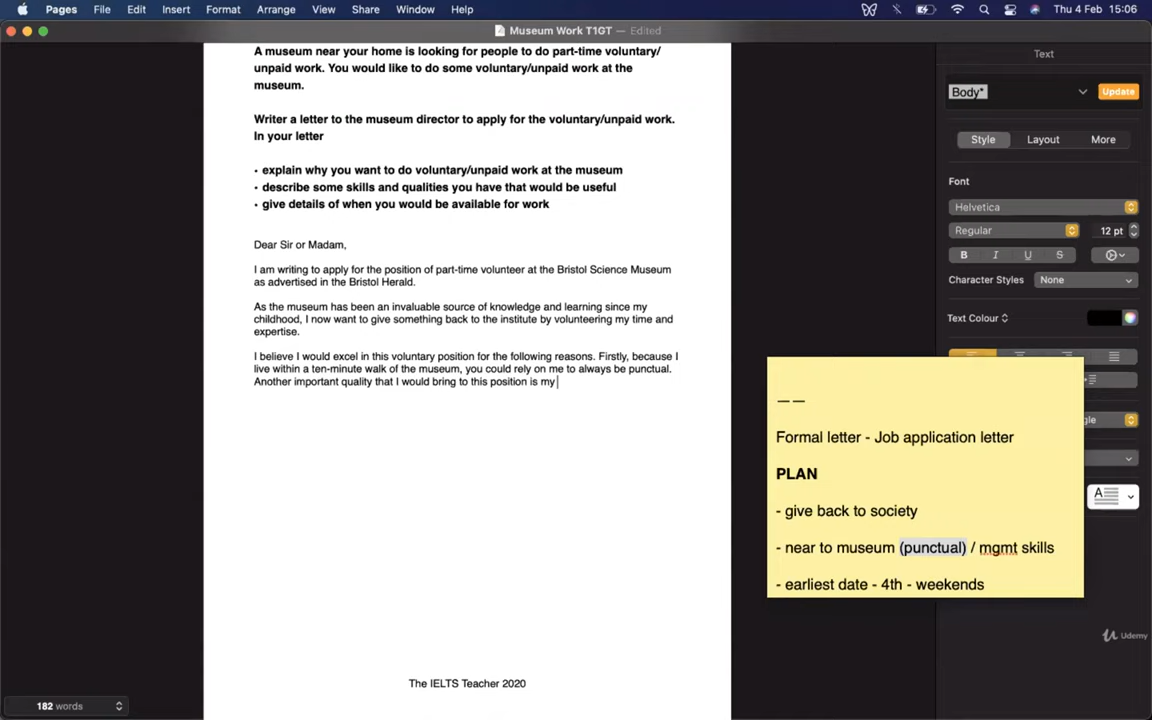 Pages File Edit Insert Format Arrange View Share Window Help Thu 4 Feb 15:06
Museum Work T1GT — Edited
Text
A museum near your home is looking for people to do part-time voluntary/
unpaid work. You would like to do some voluntary/unpaid work at the
museum.
Body*
Update
Writer a letter to the museum director to apply for the voluntary/unpaid work.
In your letter
Style Layout More
• explain why you want to do voluntary/unpaid work at the museum
• describe some skills and qualities you have that would be useful
• give details of when you would be available for work
Font
Helvetica
Regular 12 pt
B I U S
Character Styles None
Text Colour
Dear Sir or Madam,
I am writing to apply for the position of part-time volunteer at the Bristol Science Museum
as advertised in the Bristol Herald.
As the museum has been an invaluable source of knowledge and learning since my
childhood, I now want to give something back to the institute by volunteering my time and
expertise.
I believe I would excel in this voluntary position for the following reasons. Firstly, because I
live within a ten-minute walk of the museum, you could rely on me to always be punctual.
Another important quality that I would bring to this position is my
— —
Formal letter - Job application letter
PLAN
- give back to society
- near to museum (punctual) / mgmt skills
- earliest date - 4th - weekends
gle
A
Udemy
The IELTS Teacher 2020
182 words